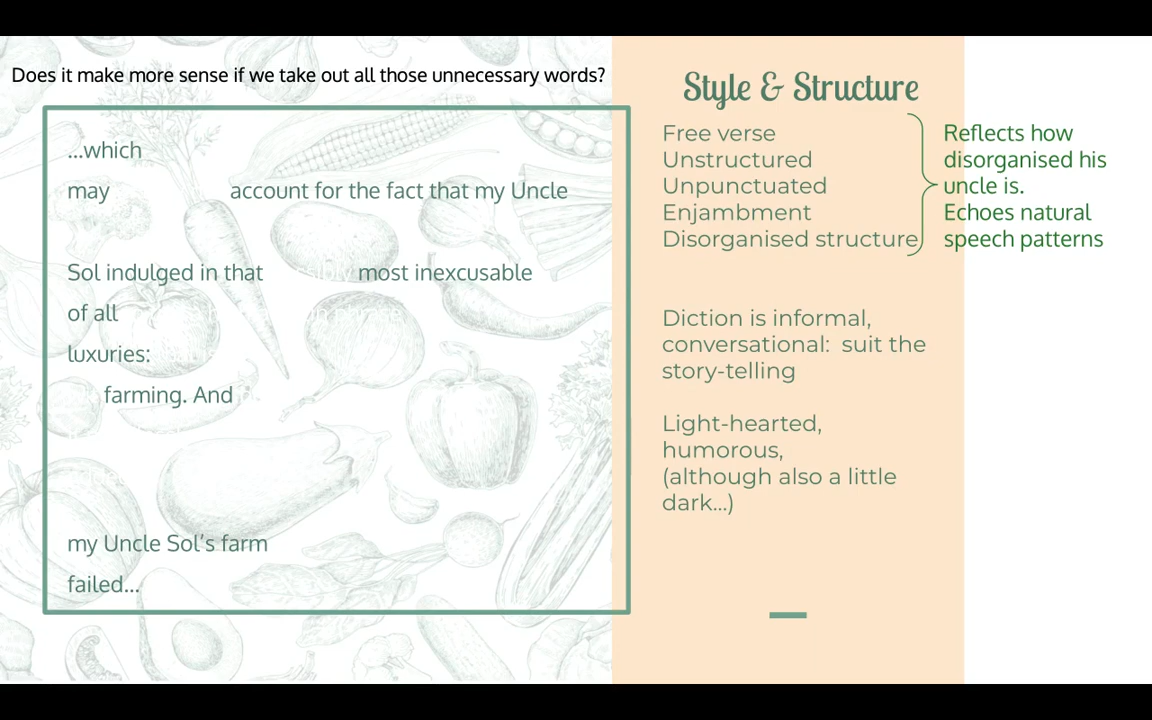 Does it make more sense if we take out all those unnecessary words?
...which
may account for the fact that my Uncle
Sol indulged in that most inexcusable
of all
luxuries:
farming. And
my Uncle Sol's farm
failed...
Style & Structure
Free verse
Unstructured
Unpunctuated
Enjambment
Disorganised structure
Reflects how
disorganised his
uncle is.
Echoes natural
speech patterns
Diction is informal,
conversational: suit the
story-telling
Light-hearted,
humorous,
(although also a little
dark...)